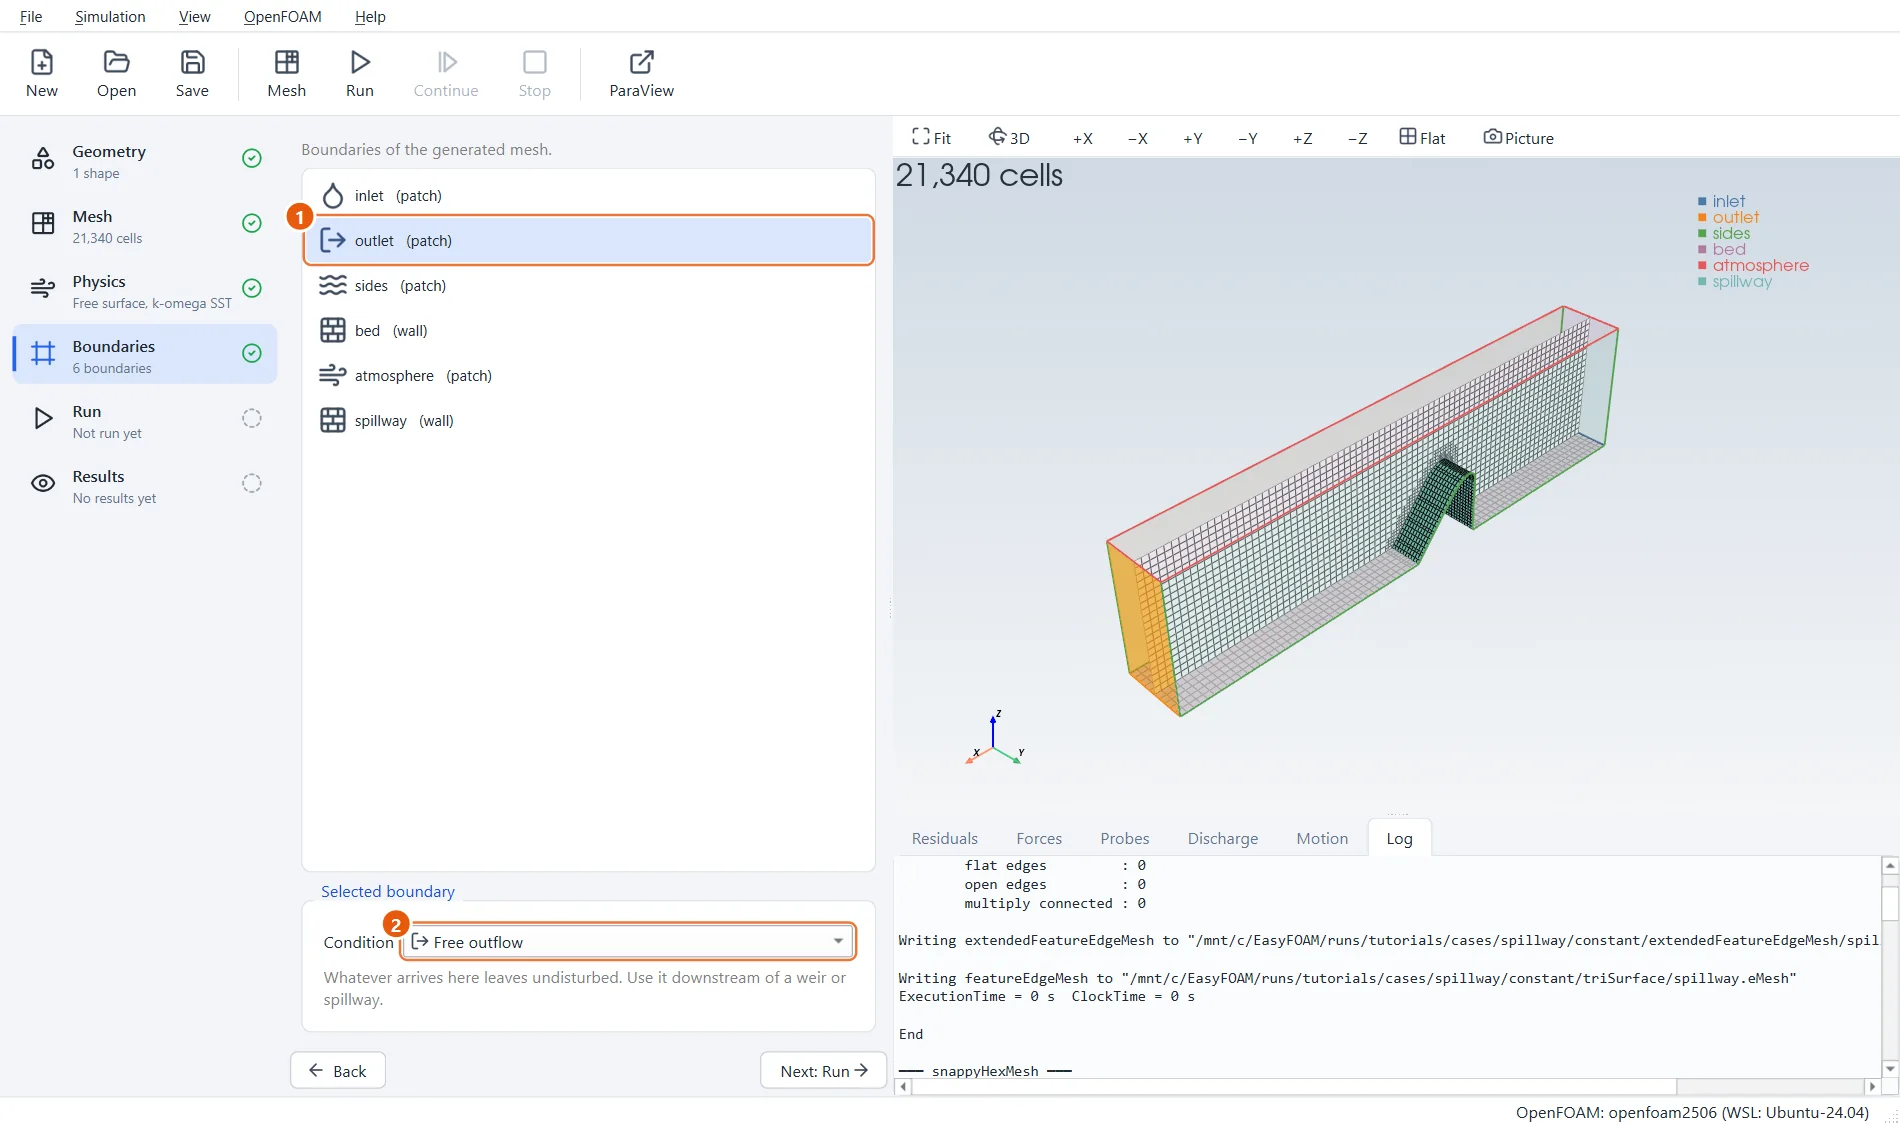 File Simulation View OpenFOAM Help
New Open Save Mesh Run Continue Stop ParaView
Geometry
1 shape
Mesh
21,340 cells
Physics
Free surface, k-omega SST
Boundaries
6 boundaries
Run
Not run yet
Results
No results yet
Boundaries of the generated mesh.
inlet (patch)
1
outlet (patch)
sides (patch)
bed (wall)
atmosphere (patch)
spillway (wall)
Selected boundary
2
Condition Free outflow
Whatever arrives here leaves undisturbed. Use it downstream of a weir or
spillway.
Back
Next: Run
Fit 3D +X −X +Y −Y +Z −Z Flat Picture
21,340 cells
inlet
outlet
sides
bed
atmosphere
spillway
Z
X Y
Residuals Forces Probes Discharge Motion Log
flat edges : 0
open edges : 0
multiply connected : 0
Writing extendedFeatureEdgeMesh to "/mnt/c/EasyFOAM/runs/tutorials/cases/spillway/constant/extendedFeatureEdgeMesh/spil
Writing featureEdgeMesh to "/mnt/c/EasyFOAM/runs/tutorials/cases/spillway/constant/triSurface/spillway.eMesh"
ExecutionTime = 0 s ClockTime = 0 s
End
─── snappyHexMesh ───
OpenFOAM: openfoam2506 (WSL: Ubuntu-24.04)